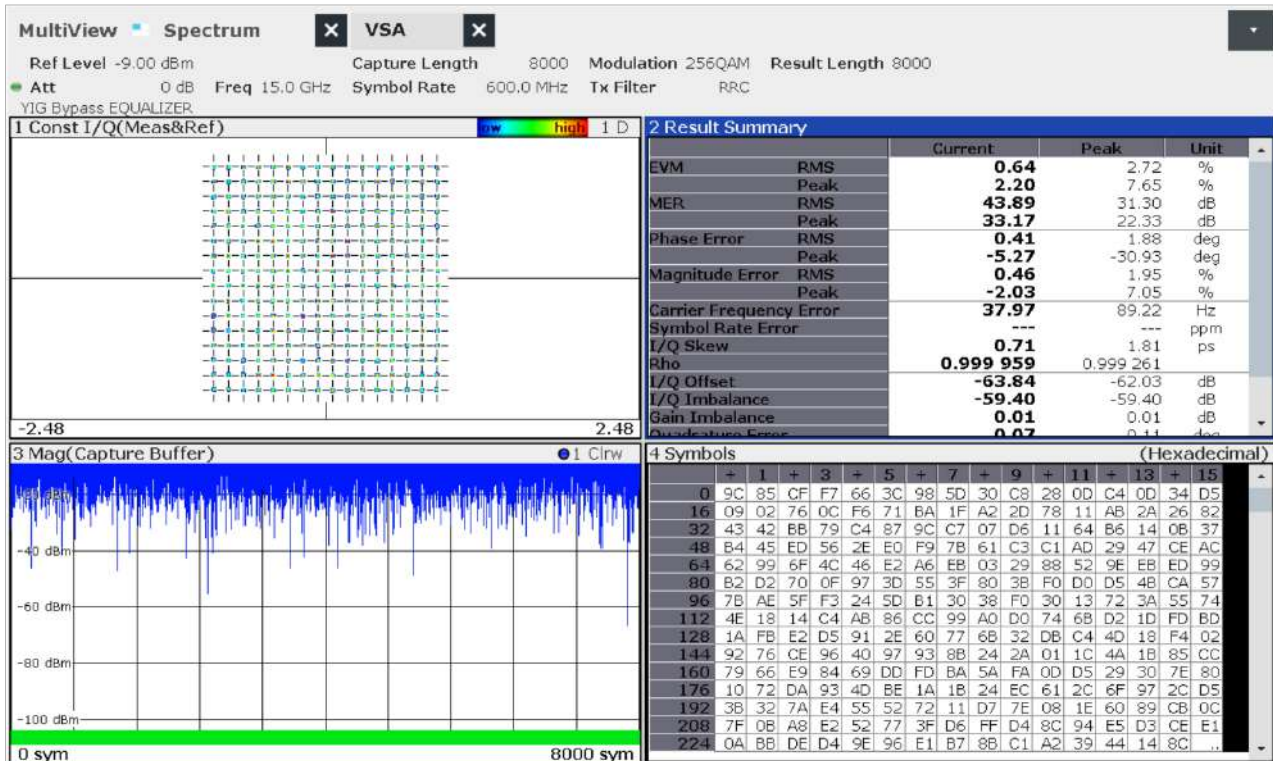 MultiView Spectrum X VSA X
Ref Level -9.00 dBm Capture Length 8000 Modulation 256QAM Result Length 8000
Att 0 dB Freq 15.0 GHz Symbol Rate 600.0 MHz Tx Filter RRC
YIG Bypass EQUALIZER
1 Const I/Q(Meas&Ref) low high 1 D
-2.48 2.48
2 Result Summary
Current Peak Unit
EVM RMS 0.64 2.72 %
Peak 2.20 7.65 %
MER RMS 43.89 31.30 dB
Peak 33.17 22.33 dB
Phase Error RMS 0.41 1.88 deg
Peak -5.27 -30.93 deg
Magnitude Error RMS 0.46 1.95 %
Peak -2.03 7.05 %
Carrier Frequency Error 37.97 89.22 Hz
Symbol Rate Error --- --- ppm
I/Q Skew 0.71 1.81 ps
Rho 0.999 959 0.999 261
I/Q Offset -63.84 -62.03 dB
I/Q Imbalance -59.40 -59.40 dB
Gain Imbalance 0.01 0.01 dB
Quadrature Error 0.07 0.11 deg
3 Mag(Capture Buffer) 1 Clrw
-40 dBm
-60 dBm
-80 dBm
-100 dBm
0 sym 8000 sym
4 Symbols (Hexadecimal)
+ 1 + 3 + 5 + 7 + 9 + 11 + 13 + 15
0 9C 85 CF F7 66 3C 98 5D 30 C8 28 0D C4 0D 34 D5
16 09 02 76 0C F6 71 BA 1F A2 2D 78 11 AB 2A 26 82
32 43 42 BB 79 C4 87 9C C7 07 D6 11 64 B6 14 0B 37
48 B4 45 ED 56 2E E0 F9 7B 61 C3 C1 AD 29 47 CE AC
64 62 99 6F 4C 46 E2 A6 EB 03 29 88 52 9E EB ED 99
80 B2 D2 70 0F 97 3D 55 3F 80 3B F0 D0 D5 4B CA 57
96 7B AE 5F F3 24 5D B1 30 38 F0 30 13 72 3A 55 74
112 4E 18 14 C4 AB 86 CC 99 A0 D0 74 6B D2 1D FD BD
128 1A FB E2 D5 91 2E 60 77 6B 32 DB C4 4D 18 F4 02
144 92 76 CE 96 40 97 93 8B 24 2A 01 1C 4A 1B 85 CC
160 79 66 E9 84 69 DD FD BA 5A FA 0D D5 29 30 7E 80
176 10 72 DA 93 4D BE 1A 1B 24 EC 61 2C 6F 97 2C D5
192 3B 32 7A E4 55 52 72 11 D7 7E 08 1E 60 89 CB 0C
208 7F 0B A8 E2 52 77 3F D6 FF D4 8C 94 E5 D3 CE E1
224 0A BB DE D4 9E 96 E1 B7 8B C1 A2 39 44 14 8C ..